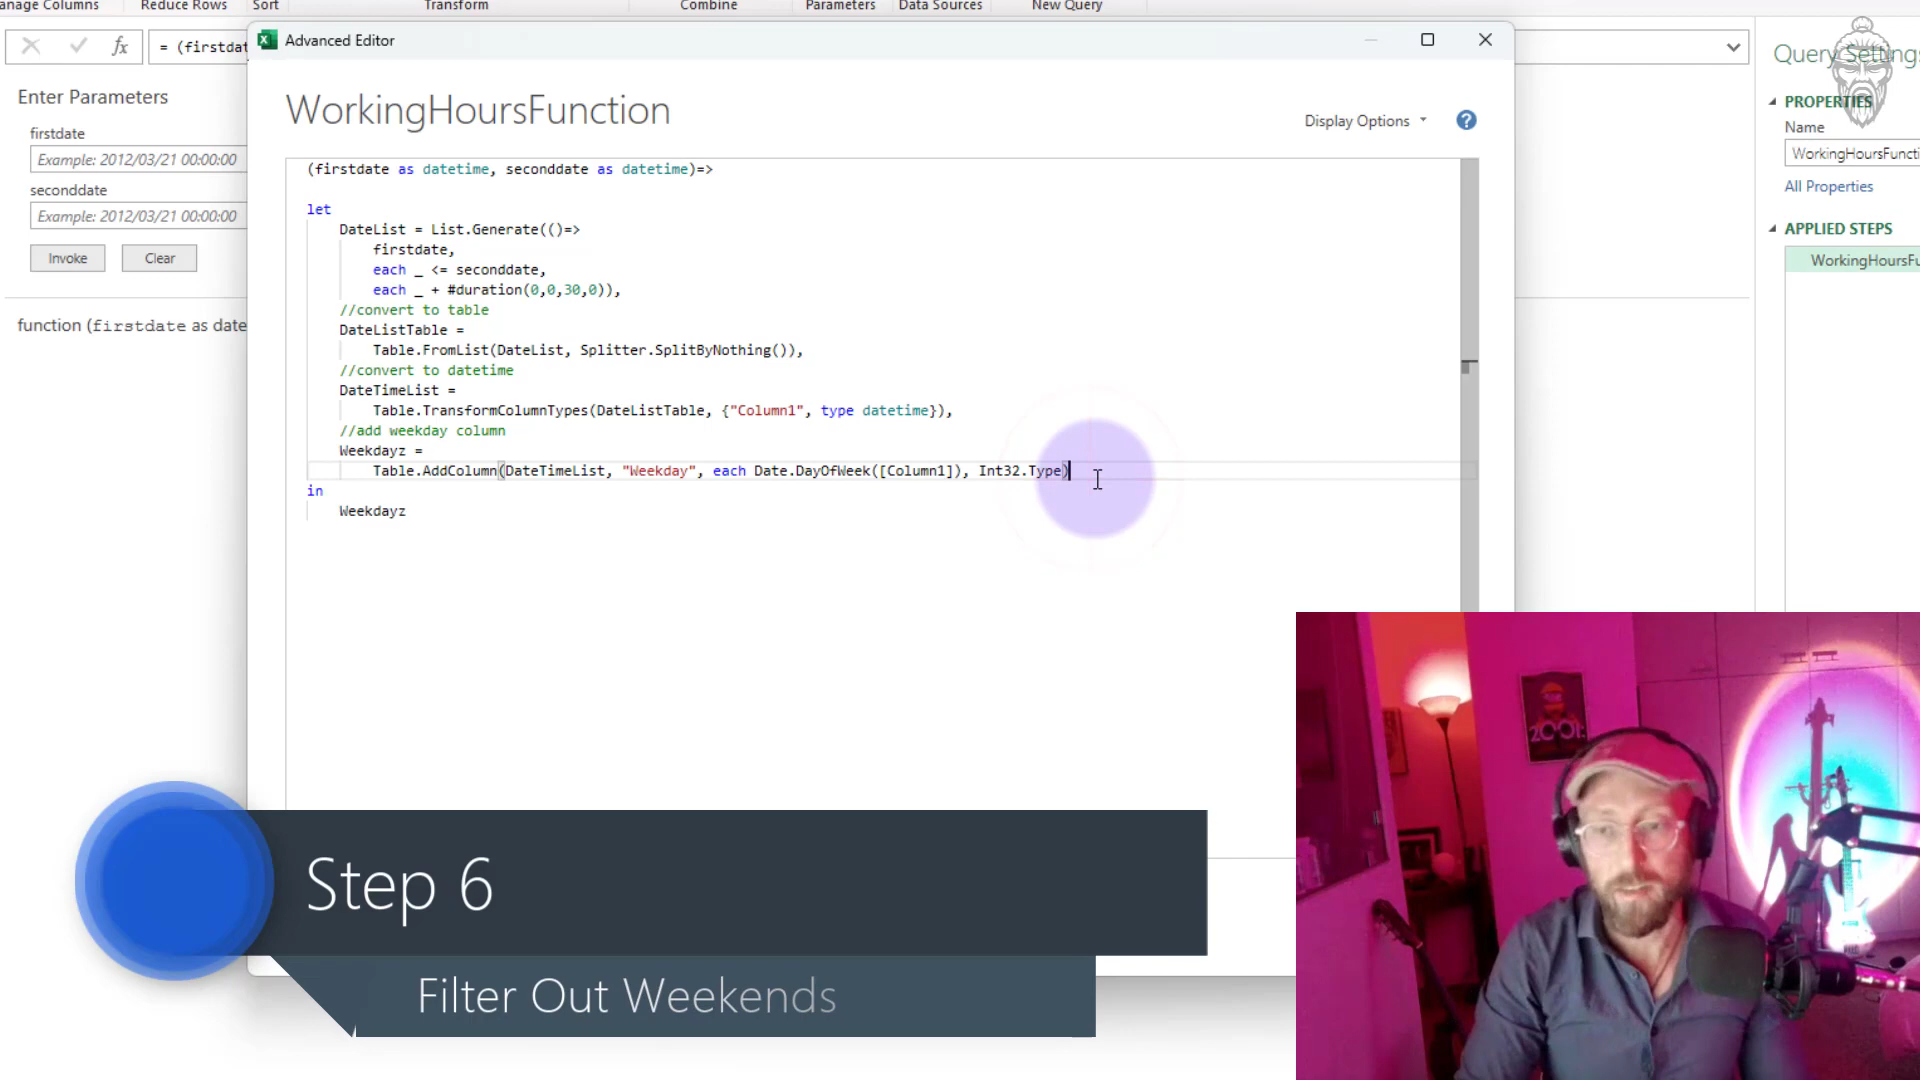 anage Columns
Reduce Rows
Sort
Transform
Combine
Parameters
Data Sources
New Query
fx
= (firstdat
Advanced Editor
Query Settings
Enter Parameters
firstdate
Example: 2012/03/21 00:00:00
seconddate
Example: 2012/03/21 00:00:00
Invoke
Clear
function (firstdate as date
WorkingHoursFunction
Display Options
?
(firstdate as datetime, seconddate as datetime)=>
let
DateList = List.Generate(()=>
firstdate,
each _ <= seconddate,
each _ + #duration(0,0,30,0)),
//convert to table
DateListTable =
Table.FromList(DateList, Splitter.SplitByNothing()),
//convert to datetime
DateTimeList =
Table.TransformColumnTypes(DateListTable, {"Column1", type datetime}),
//add weekday column
Weekdayz =
Table.AddColumn(DateTimeList, "Weekday", each Date.DayOfWeek([Column1]), Int32.Type)
in
Weekdayz
PROPERTIES
Name
WorkingHoursFuncti
All Properties
APPLIED STEPS
WorkingHoursFu
Step 6
Filter Out Weekends
2001: